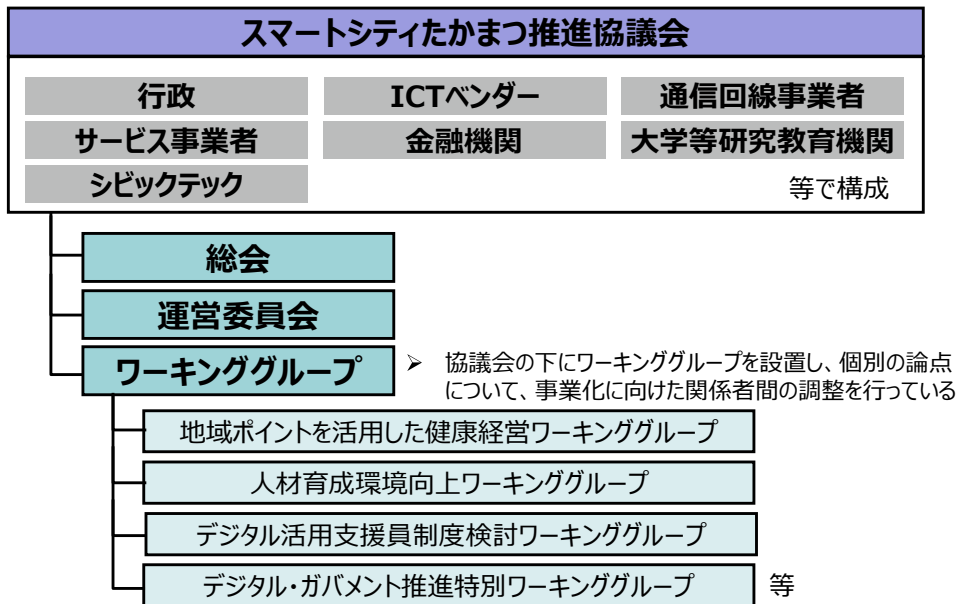 スマートシティたかまつ推進協議会
行政
ICTベンダー
通信回線事業者
サービス事業者
金融機関
大学等研究教育機関
シビックテック
等で構成
総会
運営委員会
ワーキンググループ
➢ 協議会の下にワーキンググループを設置し、個別の論点
について、事業化に向けた関係者間の調整を行っている
地域ポイントを活用した健康経営ワーキンググループ
人材育成環境向上ワーキンググループ
デジタル活用支援員制度検討ワーキンググループ
デジタル・ガバメント推進特別ワーキンググループ
等